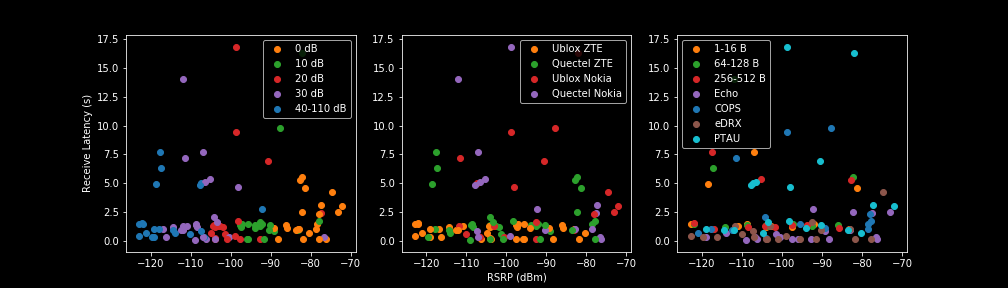 17.5
15.0
12.5
10.0
7.5
5.0
2.5
0.0
Receive Latency (s)
0 dB
10 dB
20 dB
30 dB
40-110 dB
−120 −110 −100 −90 −80 −70
17.5
15.0
12.5
10.0
7.5
5.0
2.5
0.0
Ublox ZTE
Quectel ZTE
Ublox Nokia
Quectel Nokia
−120 −110 −100 −90 −80 −70
RSRP (dBm)
17.5
15.0
12.5
10.0
7.5
5.0
2.5
0.0
1-16 B
64-128 B
256-512 B
Echo
COPS
eDRX
PTAU
−120 −110 −100 −90 −80 −70